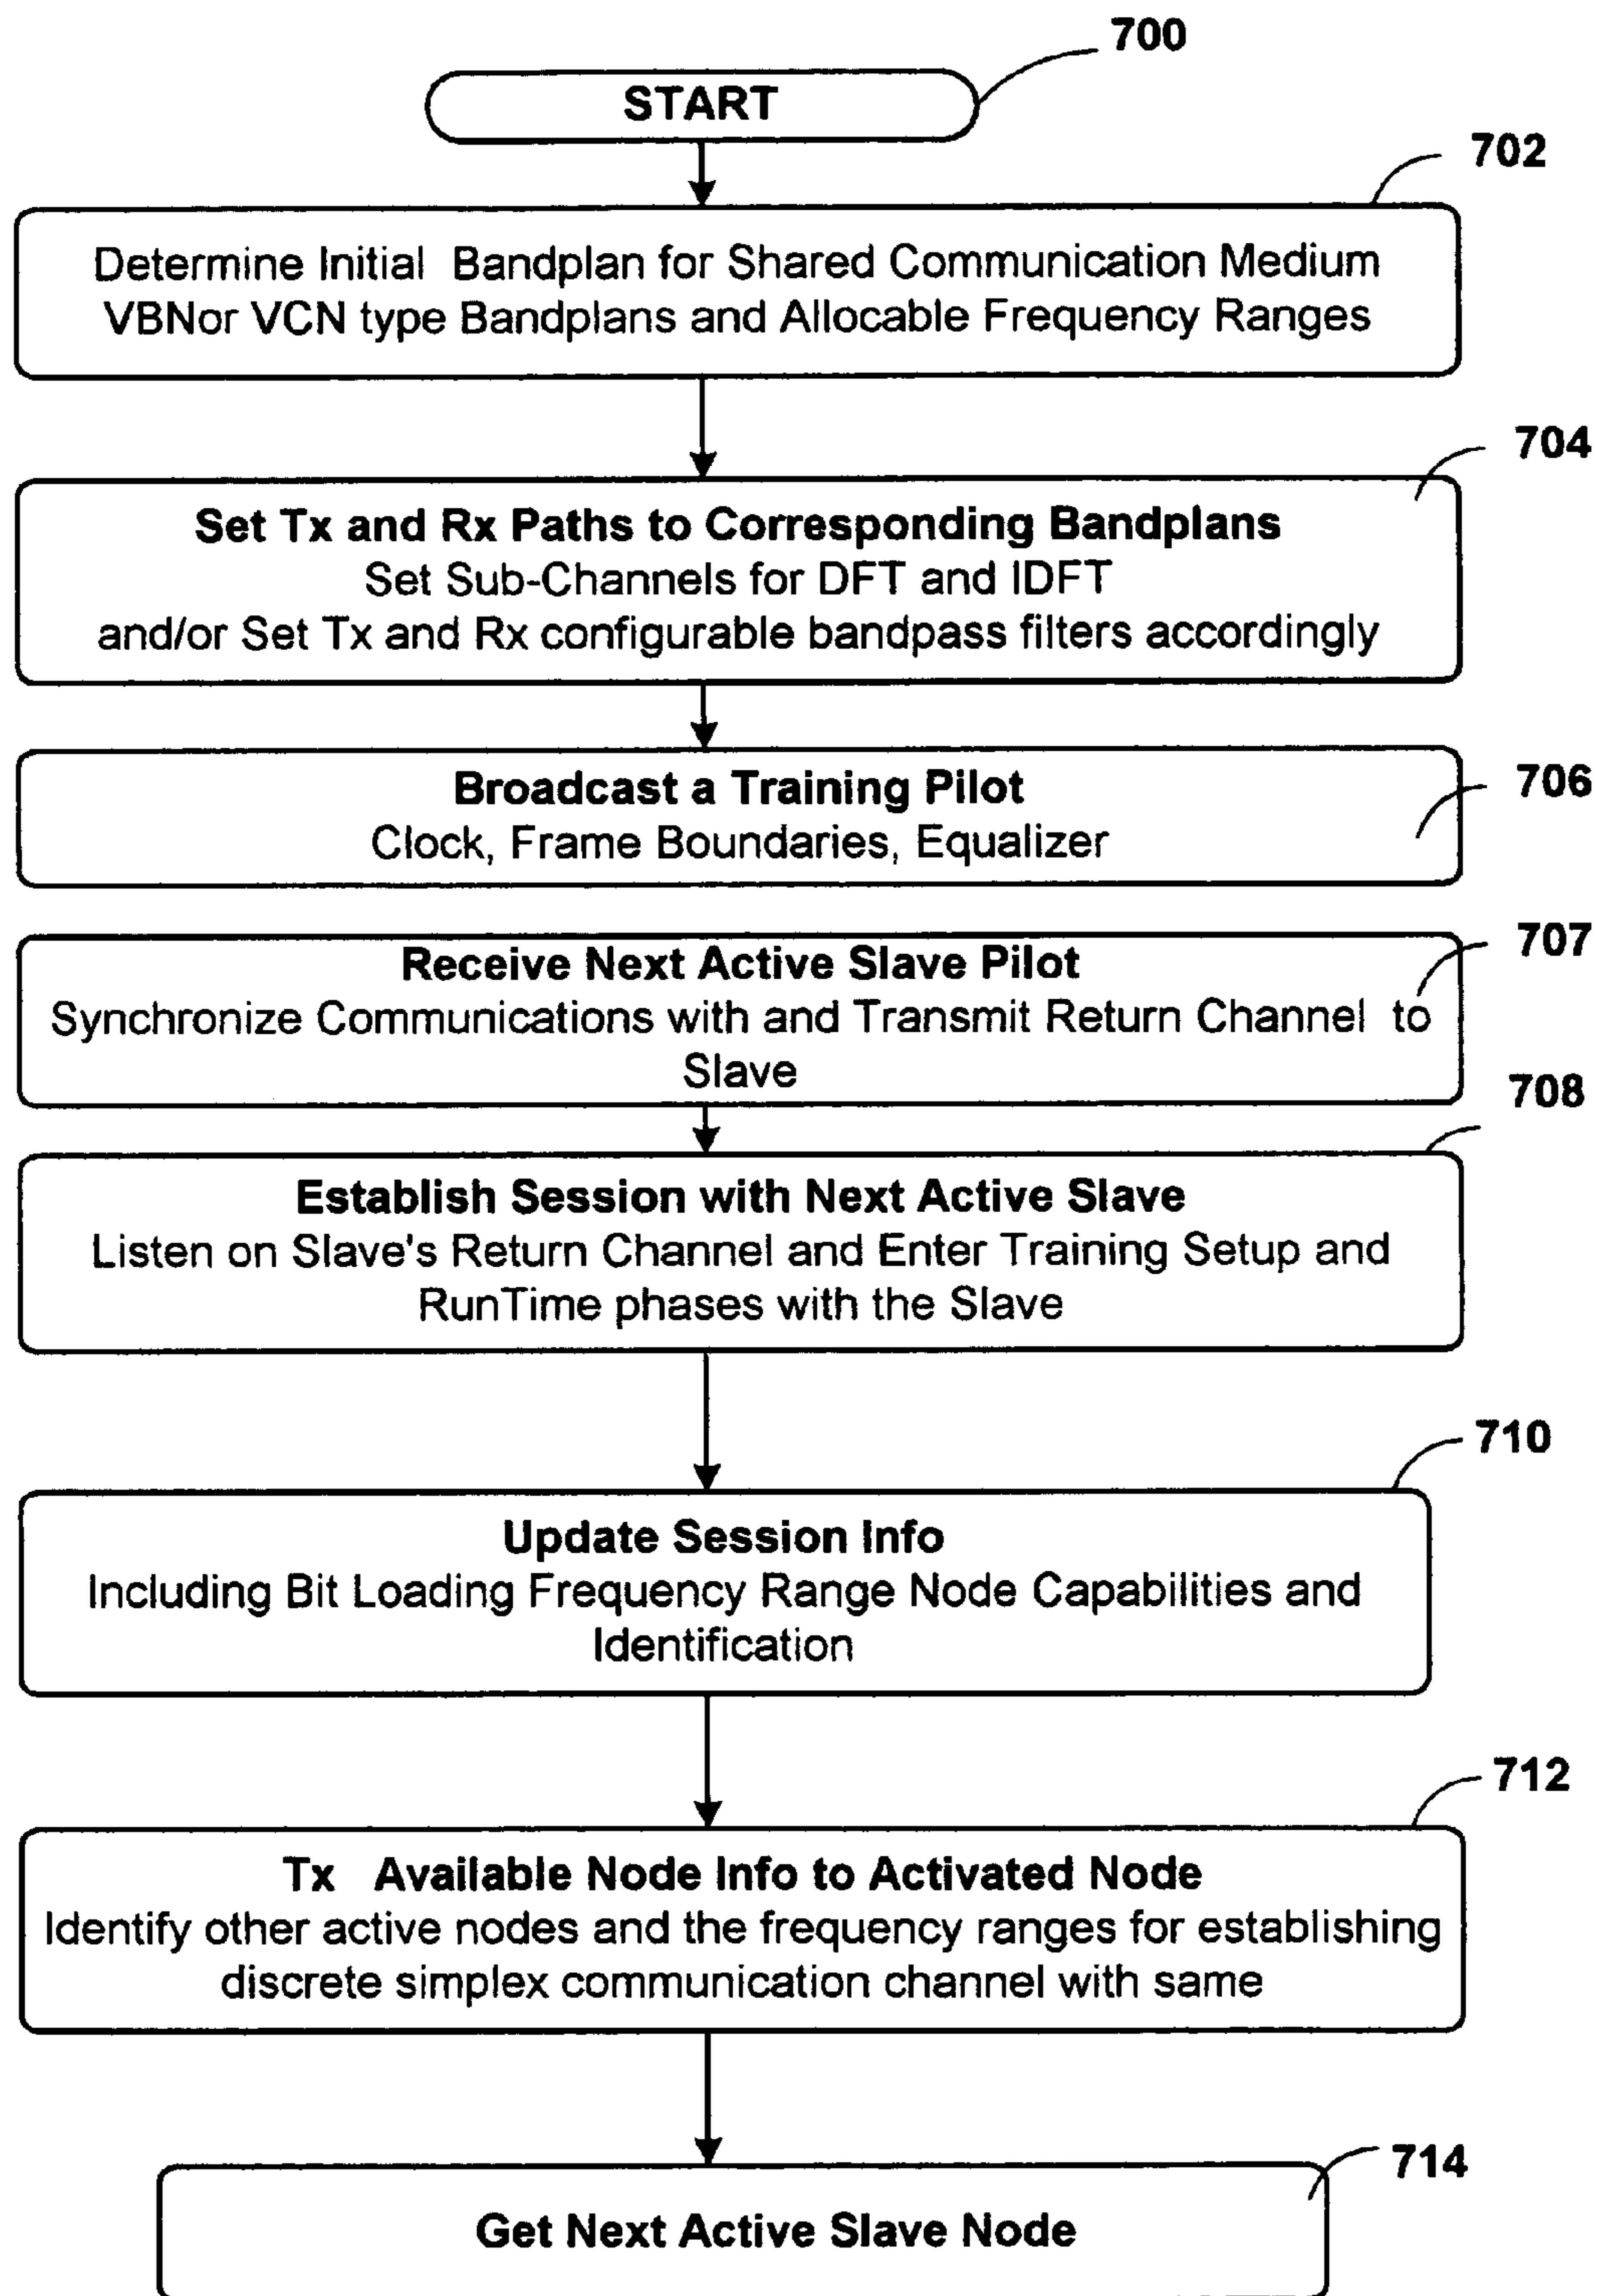 700
START
702
Determine Initial Bandplan for Shared Communication Medium
VBNor VCN type Bandplans and Allocable Frequency Ranges
704
Set Tx and Rx Paths to Corresponding Bandplans
Set Sub-Channels for DFT and IDFT
and/or Set Tx and Rx configurable bandpass filters accordingly
706
Broadcast a Training Pilot
Clock, Frame Boundaries, Equalizer
707
Receive Next Active Slave Pilot
Synchronize Communications with and Transmit Return Channel to
Slave
708
Establish Session with Next Active Slave
Listen on Slave's Return Channel and Enter Training Setup and
RunTime phases with the Slave
710
Update Session Info
Including Bit Loading Frequency Range Node Capabilities and
Identification
712
Tx Available Node Info to Activated Node
Identify other active nodes and the frequency ranges for establishing
discrete simplex communication channel with same
714
Get Next Active Slave Node